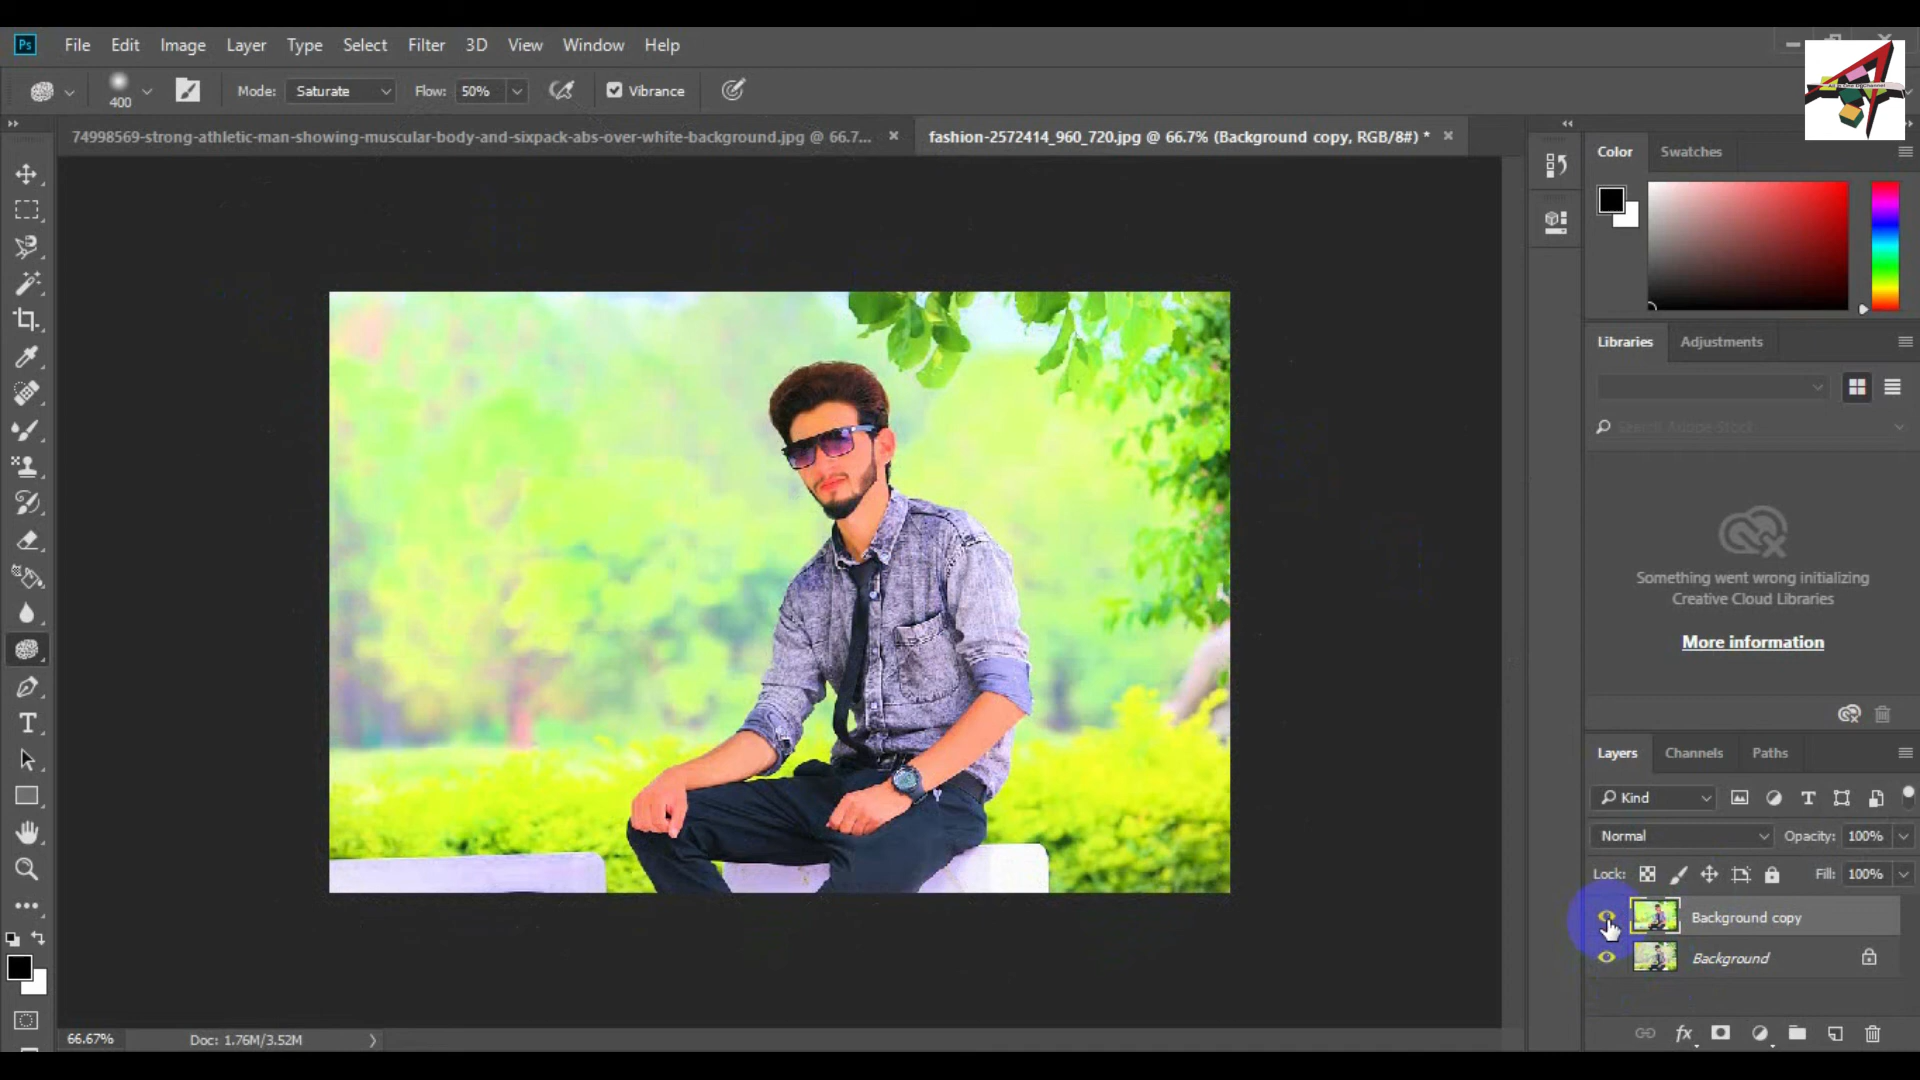 Ps File Edit Image Layer Type Select Filter 3D View Window Help
400 Mode: Saturate Flow: 50% Vibrance
74998569-strong-athletic-man-showing-muscular-body-and-sixpack-abs-over-white-background.jpg @ 66.7... × fashion-2572414_960_720.jpg @ 66.7% (Background copy, RGB/8#) * ×
Color Swatches
Libraries Adjustments
Search Adobe Stock
Something went wrong initializing
Creative Cloud Libraries
More information
Layers Channels Paths
Kind
Normal Opacity: 100%
Lock: Fill: 100%
Background copy
Background
fx
66.67% Doc: 1.76M/3.52M